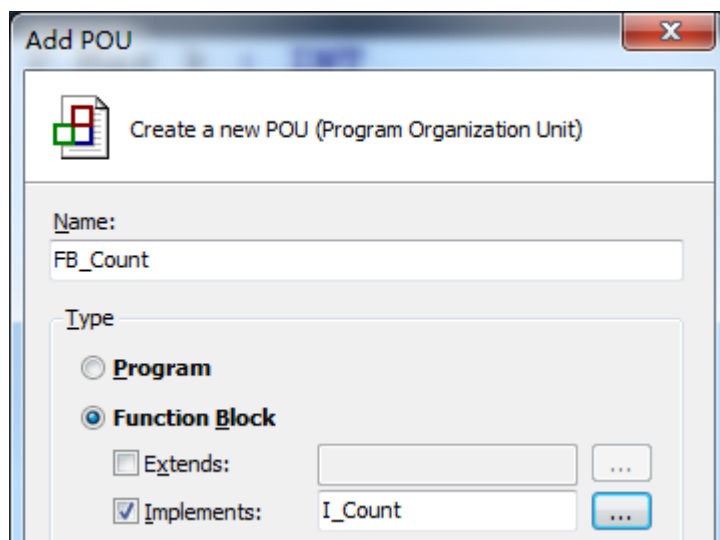 Add POU
Create a new POU (Program Organization Unit)
Name:
FB_Count
Type
Program
Function Block
Extends:
...
Implements:
I_Count
...